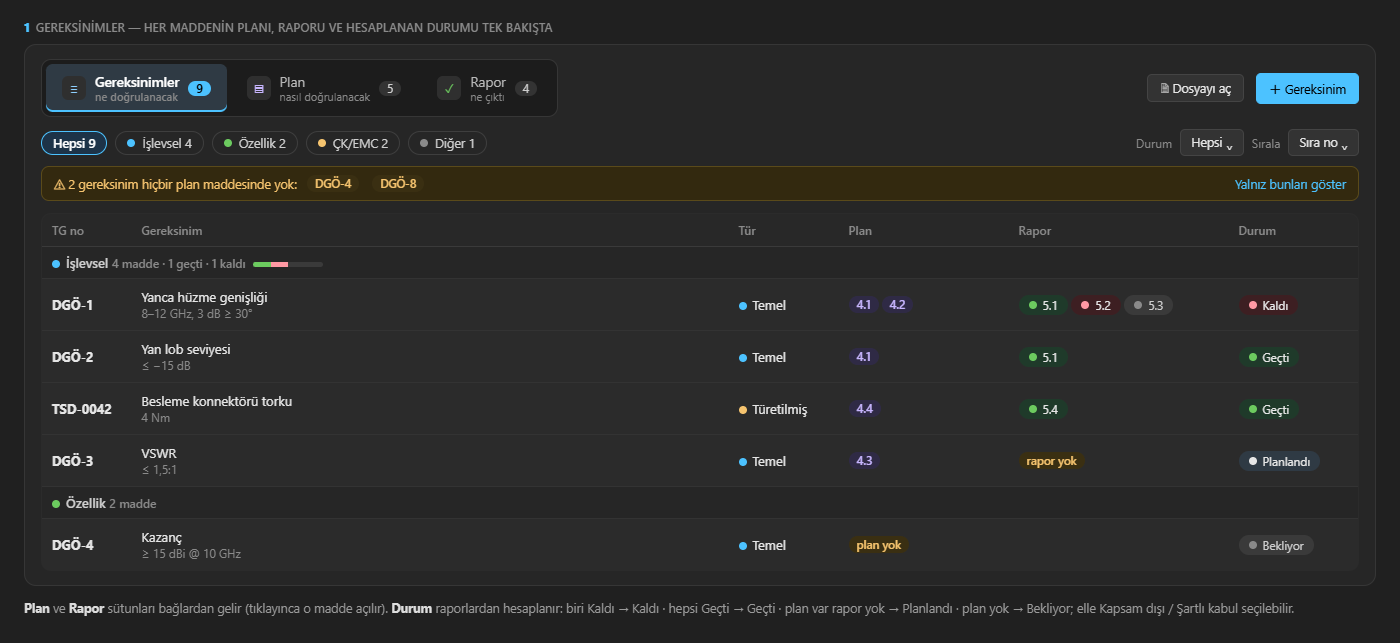 1 GEREKSİNİMLER — HER MADDENİN PLANI, RAPORU VE HESAPLANAN DURUMU TEK BAKIŞTA
Gereksinimler 9
ne doğrulanacak
Plan 5
nasıl doğrulanacak
Rapor 4
ne çıktı
Dosyayı aç
+ Gereksinim
Hepsi 9 İşlevsel 4 Özellik 2 ÇK/EMC 2 Diğer 1
Durum Hepsi Sırala Sıra no
⚠ 2 gereksinim hiçbir plan maddesinde yok: DGÖ-4 DGÖ-8 Yalnız bunları göster
TG no Gereksinim Tür Plan Rapor Durum
İşlevsel 4 madde · 1 geçti · 1 kaldı
DGÖ-1 Yanca hüzme genişliği Temel 4.1 4.2 5.1 5.2 5.3 Kaldı
8–12 GHz, 3 dB ≥ 30°
DGÖ-2 Yan lob seviyesi Temel 4.1 5.1 Geçti
≤ −15 dB
TSD-0042 Besleme konnektörü torku Türetilmiş 4.4 5.4 Geçti
4 Nm
DGÖ-3 VSWR Temel 4.3 rapor yok Planlandı
≤ 1,5:1
Özellik 2 madde
DGÖ-4 Kazanç Temel plan yok Bekliyor
≥ 15 dBi @ 10 GHz
Plan ve Rapor sütunları bağlardan gelir (tıklayınca o madde açılır). Durum raporlardan hesaplanır: biri Kaldı → Kaldı · hepsi Geçti → Geçti · plan var rapor yok → Planlandı · plan yok → Bekliyor; elle Kapsam dışı / Şartlı kabul seçilebilir.